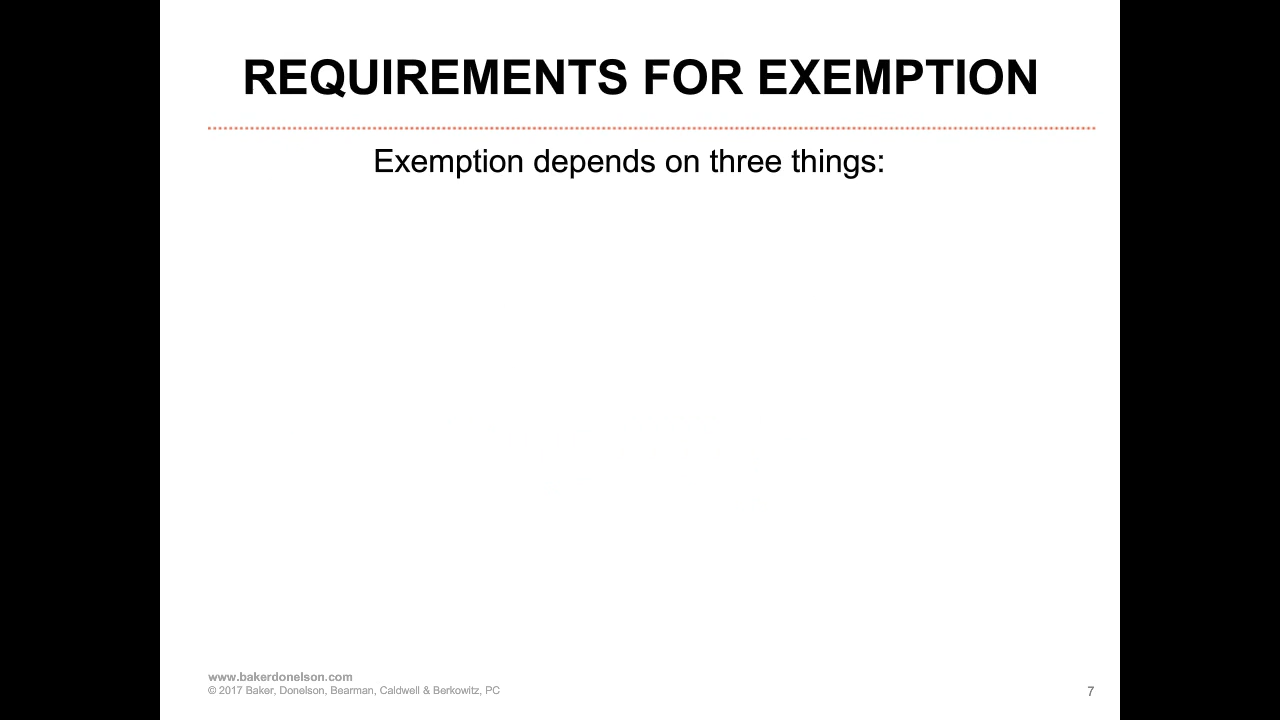 REQUIREMENTS FOR EXEMPTION
Exemption depends on three things:
www.bakerdonelson.com
© 2017 Baker, Donelson, Bearman, Caldwell & Berkowitz, PC
7